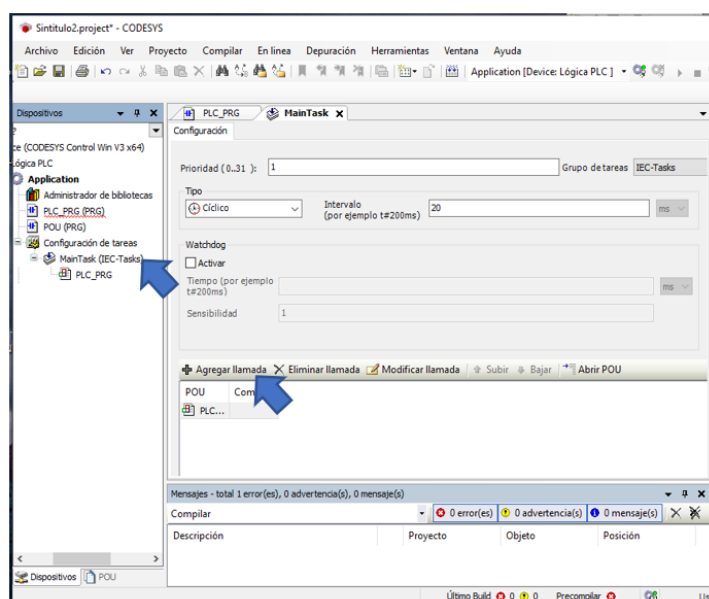 Sintitulo2.project* - CODESYS
Archivo Edición Ver Proyecto Compilar En linea Depuración Herramientas Ventana Ayuda
Application [Device: Lógica PLC ]
Dispositivos
PLC_PRG MainTask
Configuración
ce (CODESYS Control Win V3 x64)
ógica PLC
Application
Administrador de bibliotecas
PLC_PRG (PRG)
POU (PRG)
Configuración de tareas
MainTask (IEC-Tasks)
PLC_PRG
Prioridad ( 0..31 ): 1 Grupo de tareas IEC-Tasks
Tipo
Cíclico Intervalo (por ejemplo t#200ms) 20 ms
Watchdog
Activar
Tiempo (por ejemplo t#200ms) ms
Sensibilidad 1
Agregar llamada Eliminar llamada Modificar llamada Subir Bajar Abrir POU
POU Com
PLC...
Mensajes - total 1 error(es), 0 advertencia(s), 0 mensaje(s)
Compilar 0 error(es) 0 advertencia(s) 0 mensaje(s)
Descripción Proyecto Objeto Posición
Dispositivos POU
Último Build 0 0 Precompilar Us